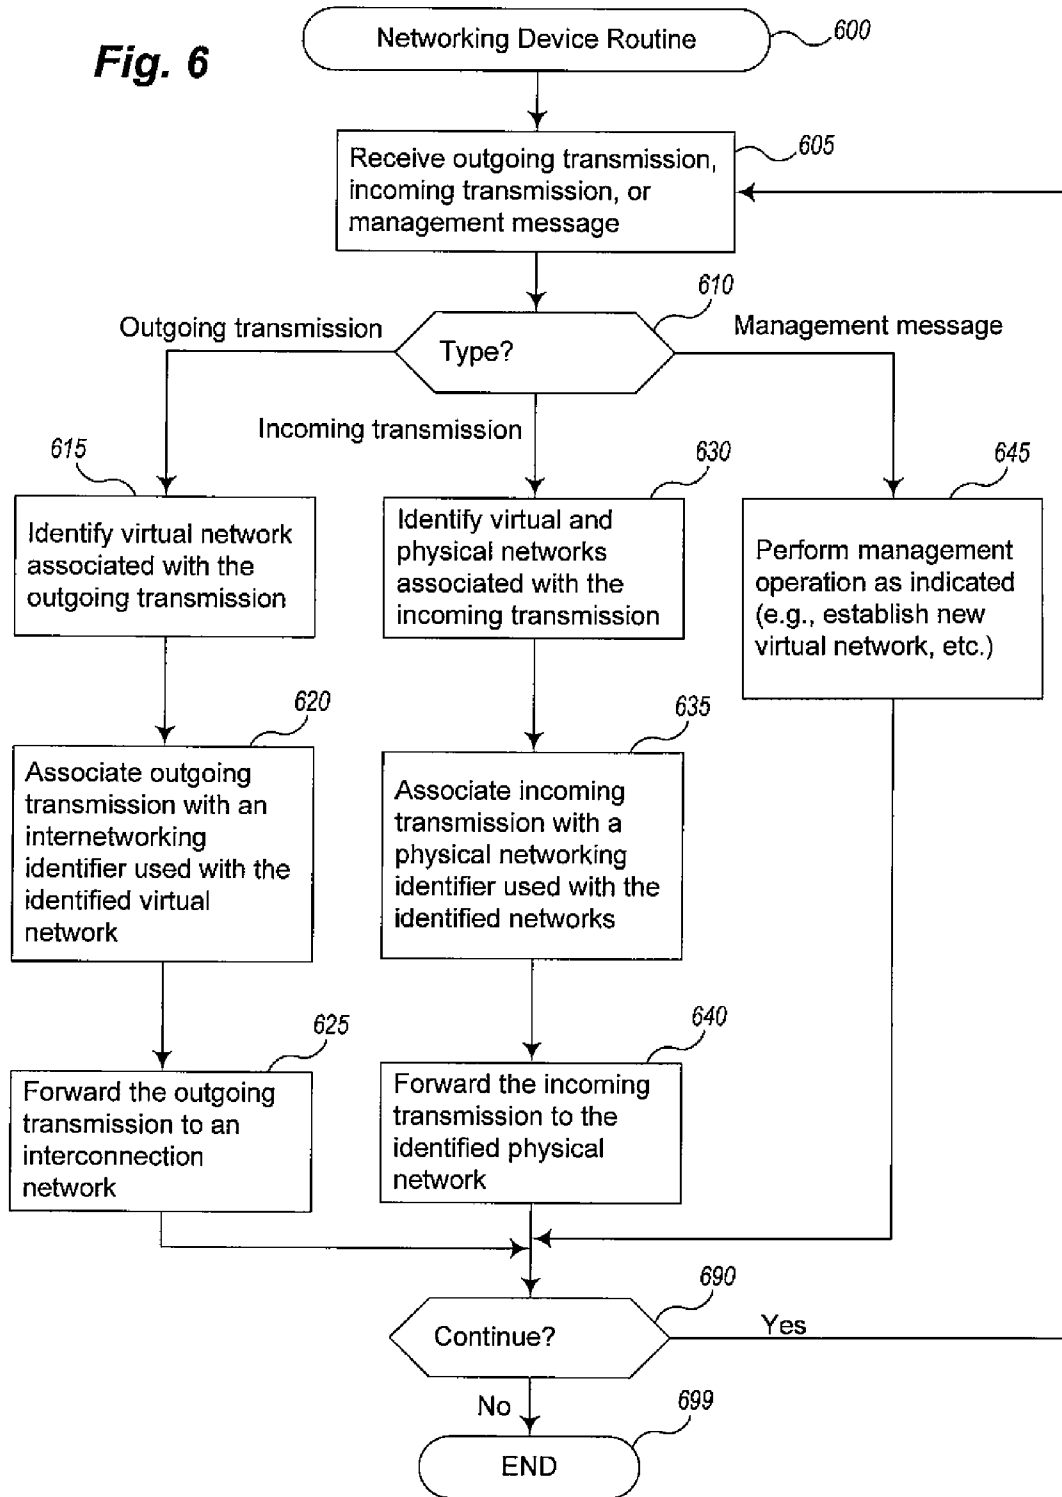 Fig. 6
Networking Device Routine
600
Receive outgoing transmission,
incoming transmission, or
management message
605
Type?
610
Outgoing transmission
Incoming transmission
Management message
615
Identify virtual network
associated with the
outgoing transmission
630
Identify virtual and
physical networks
associated with the
incoming transmission
645
Perform management
operation as indicated
(e.g., establish new
virtual network, etc.)
620
Associate outgoing
transmission with an
internetworking
identifier used with the
identified virtual
network
635
Associate incoming
transmission with a
physical networking
identifier used with the
identified networks
625
Forward the outgoing
transmission to an
interconnection
network
640
Forward the incoming
transmission to the
identified physical
network
690
Continue?
Yes
No
699
END